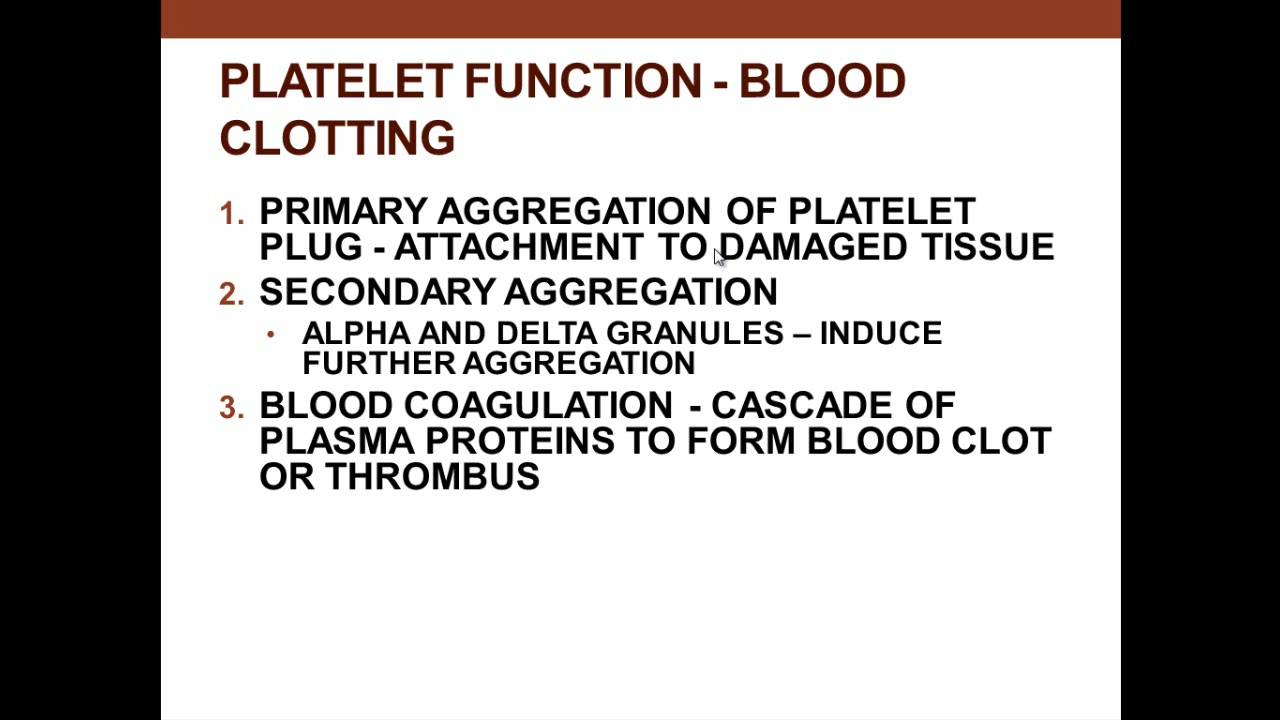 PLATELET FUNCTION - BLOOD
CLOTTING
1. PRIMARY AGGREGATION OF PLATELET
PLUG - ATTACHMENT TO DAMAGED TISSUE
2. SECONDARY AGGREGATION
• ALPHA AND DELTA GRANULES – INDUCE
FURTHER AGGREGATION
3. BLOOD COAGULATION - CASCADE OF
PLASMA PROTEINS TO FORM BLOOD CLOT
OR THROMBUS